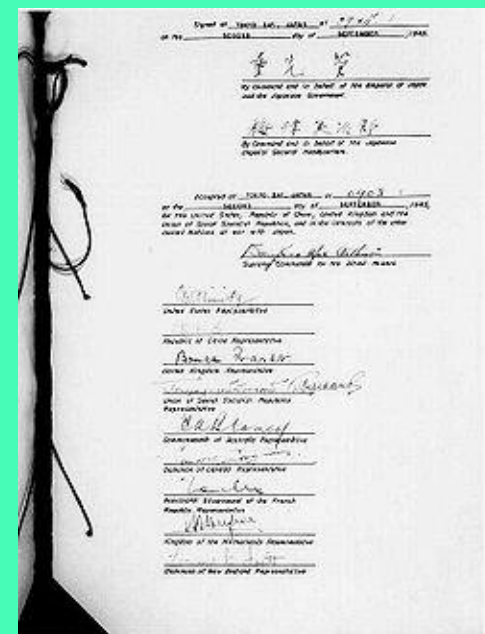 Signed at TOKYO BAY, JAPAN at 0904 I
on the SECOND day of SEPTEMBER, 1945.
重光葵
By Command and in behalf of the Emperor of Japan
and the Japanese Government.
梅津美治郎
By Command and in behalf of the Japanese
Imperial General Headquarters.
Accepted at TOKYO BAY, JAPAN at 0908 I
on the SECOND day of SEPTEMBER, 1945,
for the United States, Republic of China, United Kingdom and the
Union of Soviet Socialist Republics, and in the interests of the other
United Nations at war with Japan.
Douglas MacArthur
Supreme Commander for the Allied Powers.
C.W. Nimitz
United States Representative
Republic of China Representative
Bruce Fraser
United Kingdom Representative
Union of Soviet Socialist Republics
Representative
T.A. Blamey
Commonwealth of Australia Representative
Dominion of Canada Representative
Provisional Government of the French
Republic Representative
Kingdom of the Netherlands Representative
Dominion of New Zealand Representative